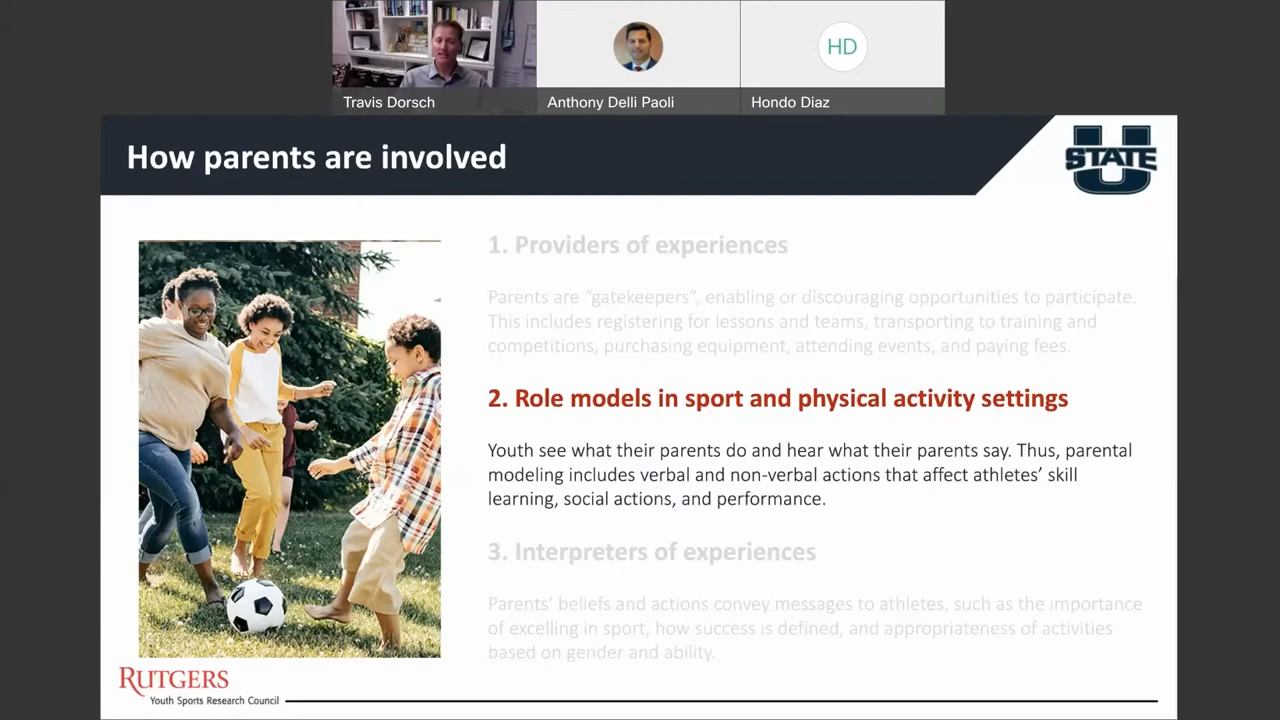 Travis Dorsch
Anthony Delli Paoli
HD
Hondo Diaz
How parents are involved
U
STATE
1. Providers of experiences
Parents are “gatekeepers”, enabling or discouraging opportunities to participate.
This includes registering for lessons and teams, transporting to training and
competitions, purchasing equipment, attending events, and paying fees.
2. Role models in sport and physical activity settings
Youth see what their parents do and hear what their parents say. Thus, parental
modeling includes verbal and non-verbal actions that affect athletes’ skill
learning, social actions, and performance.
3. Interpreters of experiences
Parents’ beliefs and actions convey messages to athletes, such as the importance
of excelling in sport, how success is defined, and appropriateness of activities
based on gender and ability.
RUTGERS
Youth Sports Research Council